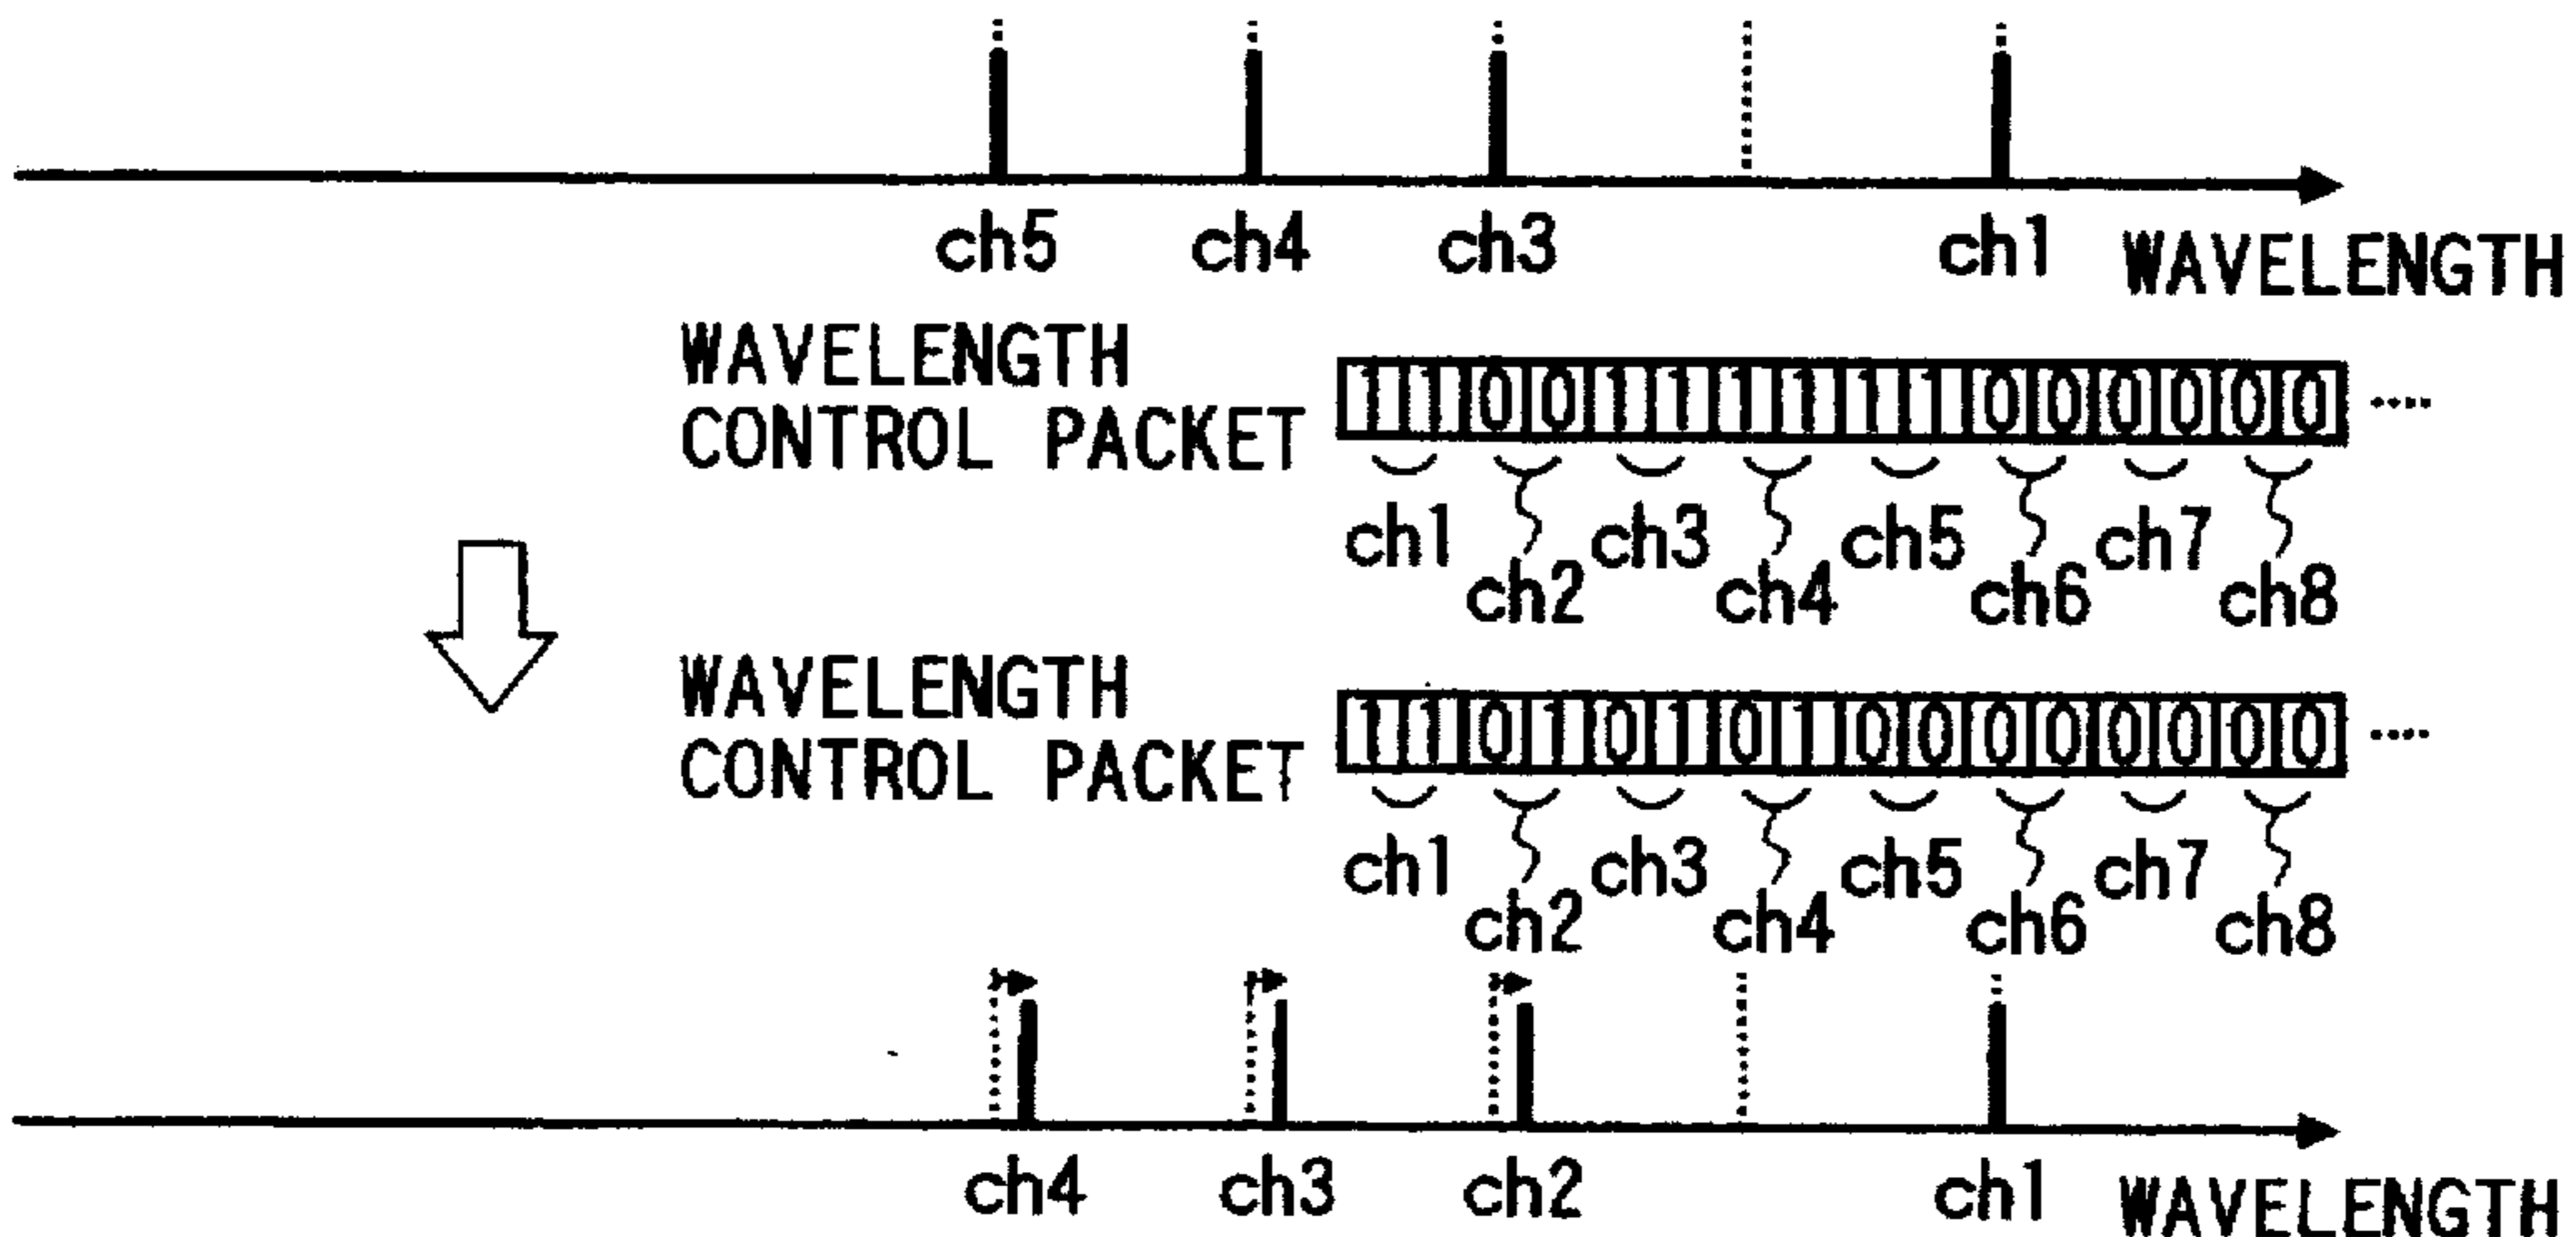 ch5 ch4 ch3 ch1 WAVELENGTH
WAVELENGTH
CONTROL PACKET 1 1 0 0 1 1 1 1 1 1 0 0 0 0 0 0 ....
ch1 ch3 ch5 ch7
ch2 ch4 ch6 ch8
WAVELENGTH
CONTROL PACKET 1 1 0 1 0 1 0 1 0 0 0 0 0 0 0 0 ....
ch1 ch3 ch5 ch7
ch2 ch4 ch6 ch8
ch4 ch3 ch2 ch1 WAVELENGTH